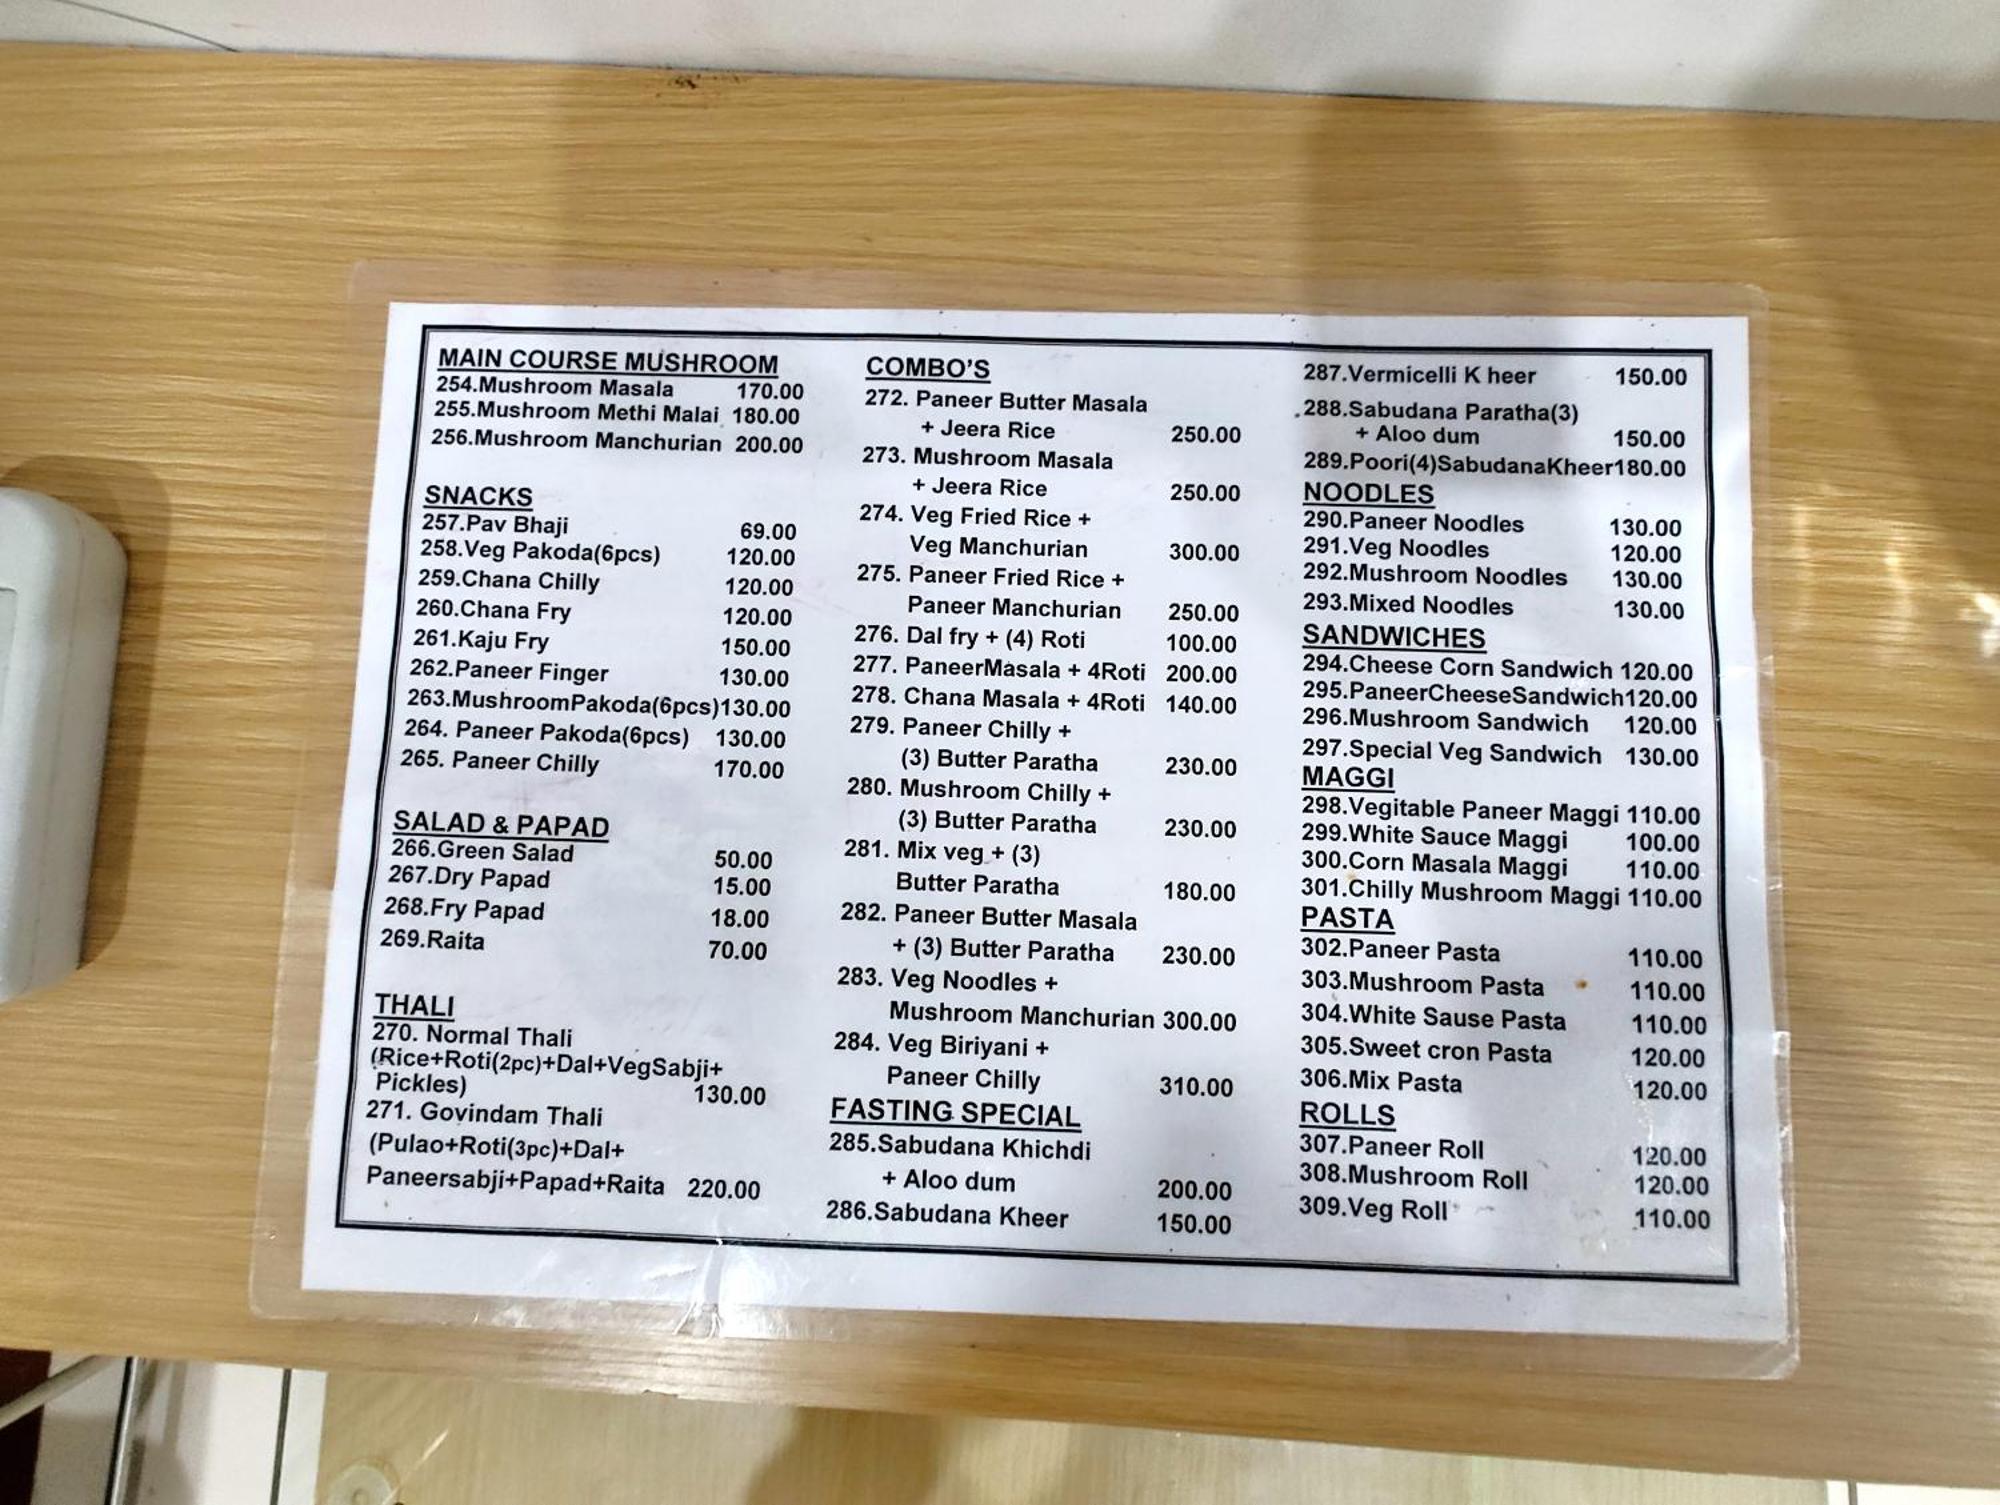 MAIN COURSE MUSHROOM
254.Mushroom Masala 170.00
255.Mushroom Methi Malai 180.00
256.Mushroom Manchurian 200.00
SNACKS
257.Pav Bhaji 69.00
258.Veg Pakoda(6pcs) 120.00
259.Chana Chilly 120.00
260.Chana Fry 120.00
261.Kaju Fry 150.00
262.Paneer Finger 130.00
263.MushroomPakoda(6pcs)130.00
264. Paneer Pakoda(6pcs) 130.00
265. Paneer Chilly 170.00
SALAD & PAPAD
266.Green Salad 50.00
267.Dry Papad 15.00
268.Fry Papad 18.00
269.Raita 70.00
THALI
270. Normal Thali
(Rice+Roti(2pc)+Dal+VegSabji+
Pickles) 130.00
271. Govindam Thali
(Pulao+Roti(3pc)+Dal+
Paneersabji+Papad+Raita 220.00
COMBO'S
272. Paneer Butter Masala
+ Jeera Rice 250.00
273. Mushroom Masala
+ Jeera Rice 250.00
274. Veg Fried Rice +
Veg Manchurian 300.00
275. Paneer Fried Rice +
Paneer Manchurian 250.00
276. Dal fry + (4) Roti 100.00
277. PaneerMasala + 4Roti 200.00
278. Chana Masala + 4Roti 140.00
279. Paneer Chilly +
(3) Butter Paratha 230.00
280. Mushroom Chilly +
(3) Butter Paratha 230.00
281. Mix veg + (3)
Butter Paratha 180.00
282. Paneer Butter Masala
+ (3) Butter Paratha 230.00
283. Veg Noodles +
Mushroom Manchurian 300.00
284. Veg Biriyani +
Paneer Chilly 310.00
FASTING SPECIAL
285.Sabudana Khichdi
+ Aloo dum 200.00
286.Sabudana Kheer 150.00
287.Vermicelli K heer 150.00
288.Sabudana Paratha(3)
+ Aloo dum 150.00
289.Poori(4)SabudanaKheer180.00
NOODLES
290.Paneer Noodles 130.00
291.Veg Noodles 120.00
292.Mushroom Noodles 130.00
293.Mixed Noodles 130.00
SANDWICHES
294.Cheese Corn Sandwich 120.00
295.PaneerCheeseSandwich120.00
296.Mushroom Sandwich 120.00
297.Special Veg Sandwich 130.00
MAGGI
298.Vegitable Paneer Maggi 110.00
299.White Sauce Maggi 100.00
300.Corn Masala Maggi 110.00
301.Chilly Mushroom Maggi 110.00
PASTA
302.Paneer Pasta 110.00
303.Mushroom Pasta 110.00
304.White Sause Pasta 110.00
305.Sweet cron Pasta 120.00
306.Mix Pasta 120.00
ROLLS
307.Paneer Roll 120.00
308.Mushroom Roll 120.00
309.Veg Roll 110.00